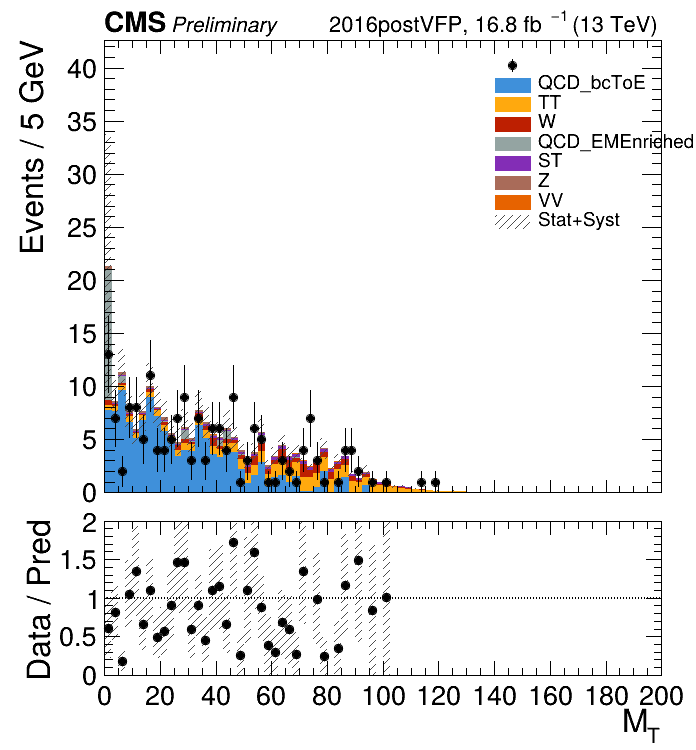 CMS Preliminary 2016postVFP, 16.8 fb⁻¹ (13 TeV)
Events / 5 GeV
40
35
30
25
20
15
10
5
0
QCD_bcToE
TT
W
QCD_EMEnriched
ST
Z
VV
Stat+Syst
Data / Pred
2
1.5
1
0.5
0
0 20 40 60 80 100 120 140 160 180 200
M_T